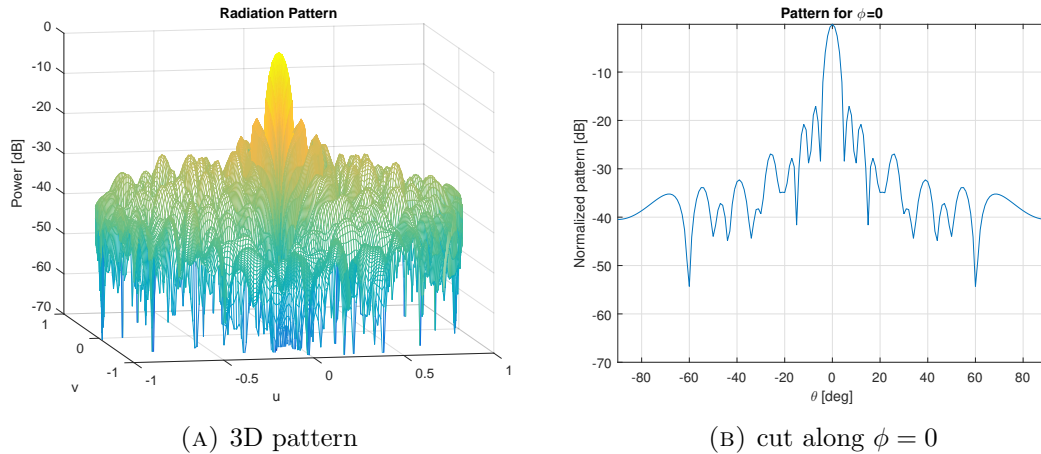 Radiation Pattern
Power [dB]
0
-10
-20
-30
-40
-50
-60
-70
1
0
-1
v
-1
-0.5
0
0.5
1
u
(A) 3D pattern
Pattern for ϕ=0
Normalized pattern [dB]
-10
-20
-30
-40
-50
-60
-70
-80 -60 -40 -20 0 20 40 60 80
θ [deg]
(B) cut along ϕ = 0